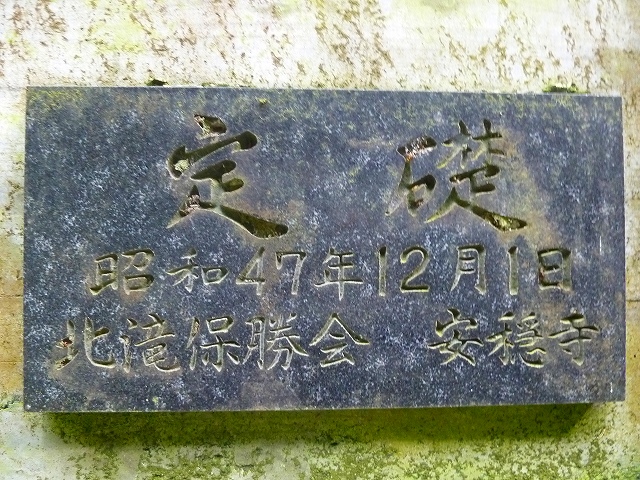 定礎
昭和47年12月1日
北滝保勝会 安穏寺